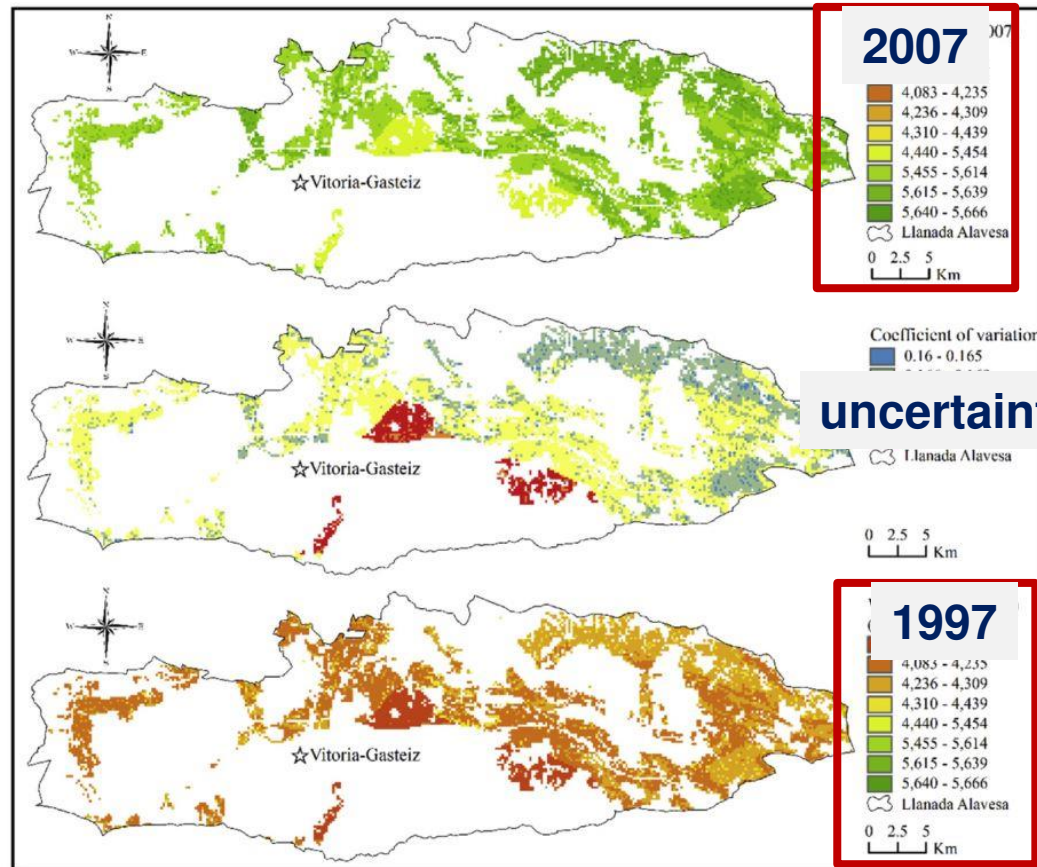 2007
007
4,083 - 4,235
4,236 - 4,309
4,310 - 4,439
4,440 - 5,454
5,455 - 5,614
5,615 - 5,639
5,640 - 5,666
Llanada Alavesa
0 2.5 5
Km
N
W E
S
Vitoria-Gasteiz
Coefficient of variation
0.16 - 0.165
uncertaint
Llanada Alavesa
0 2.5 5
Km
N
W E
S
Vitoria-Gasteiz
1997
4,083 - 4,235
4,236 - 4,309
4,310 - 4,439
4,440 - 5,454
5,455 - 5,614
5,615 - 5,639
5,640 - 5,666
Llanada Alavesa
0 2.5 5
Km
N
W E
S
Vitoria-Gasteiz